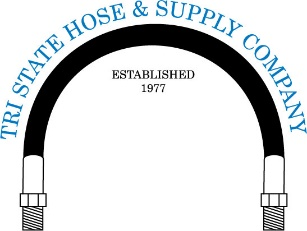 TRI STATE HOSE & SUPPLY COMPANY
ESTABLISHED
1977